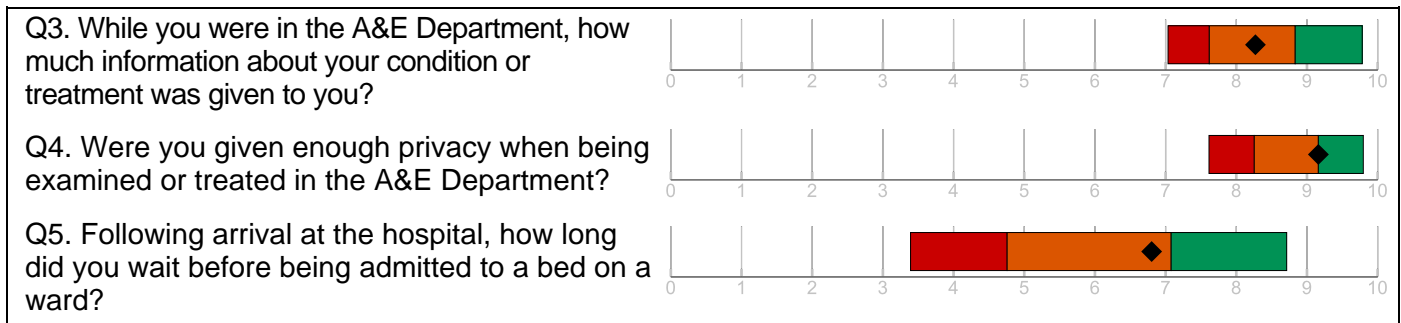 Q3. While you were in the A&E Department, how
much information about your condition or
treatment was given to you?
0 1 2 3 4 5 6 7 8 9 10
Q4. Were you given enough privacy when being
examined or treated in the A&E Department?
0 1 2 3 4 5 6 7 8 9 10
Q5. Following arrival at the hospital, how long
did you wait before being admitted to a bed on a
ward?
0 1 2 3 4 5 6 7 8 9 10